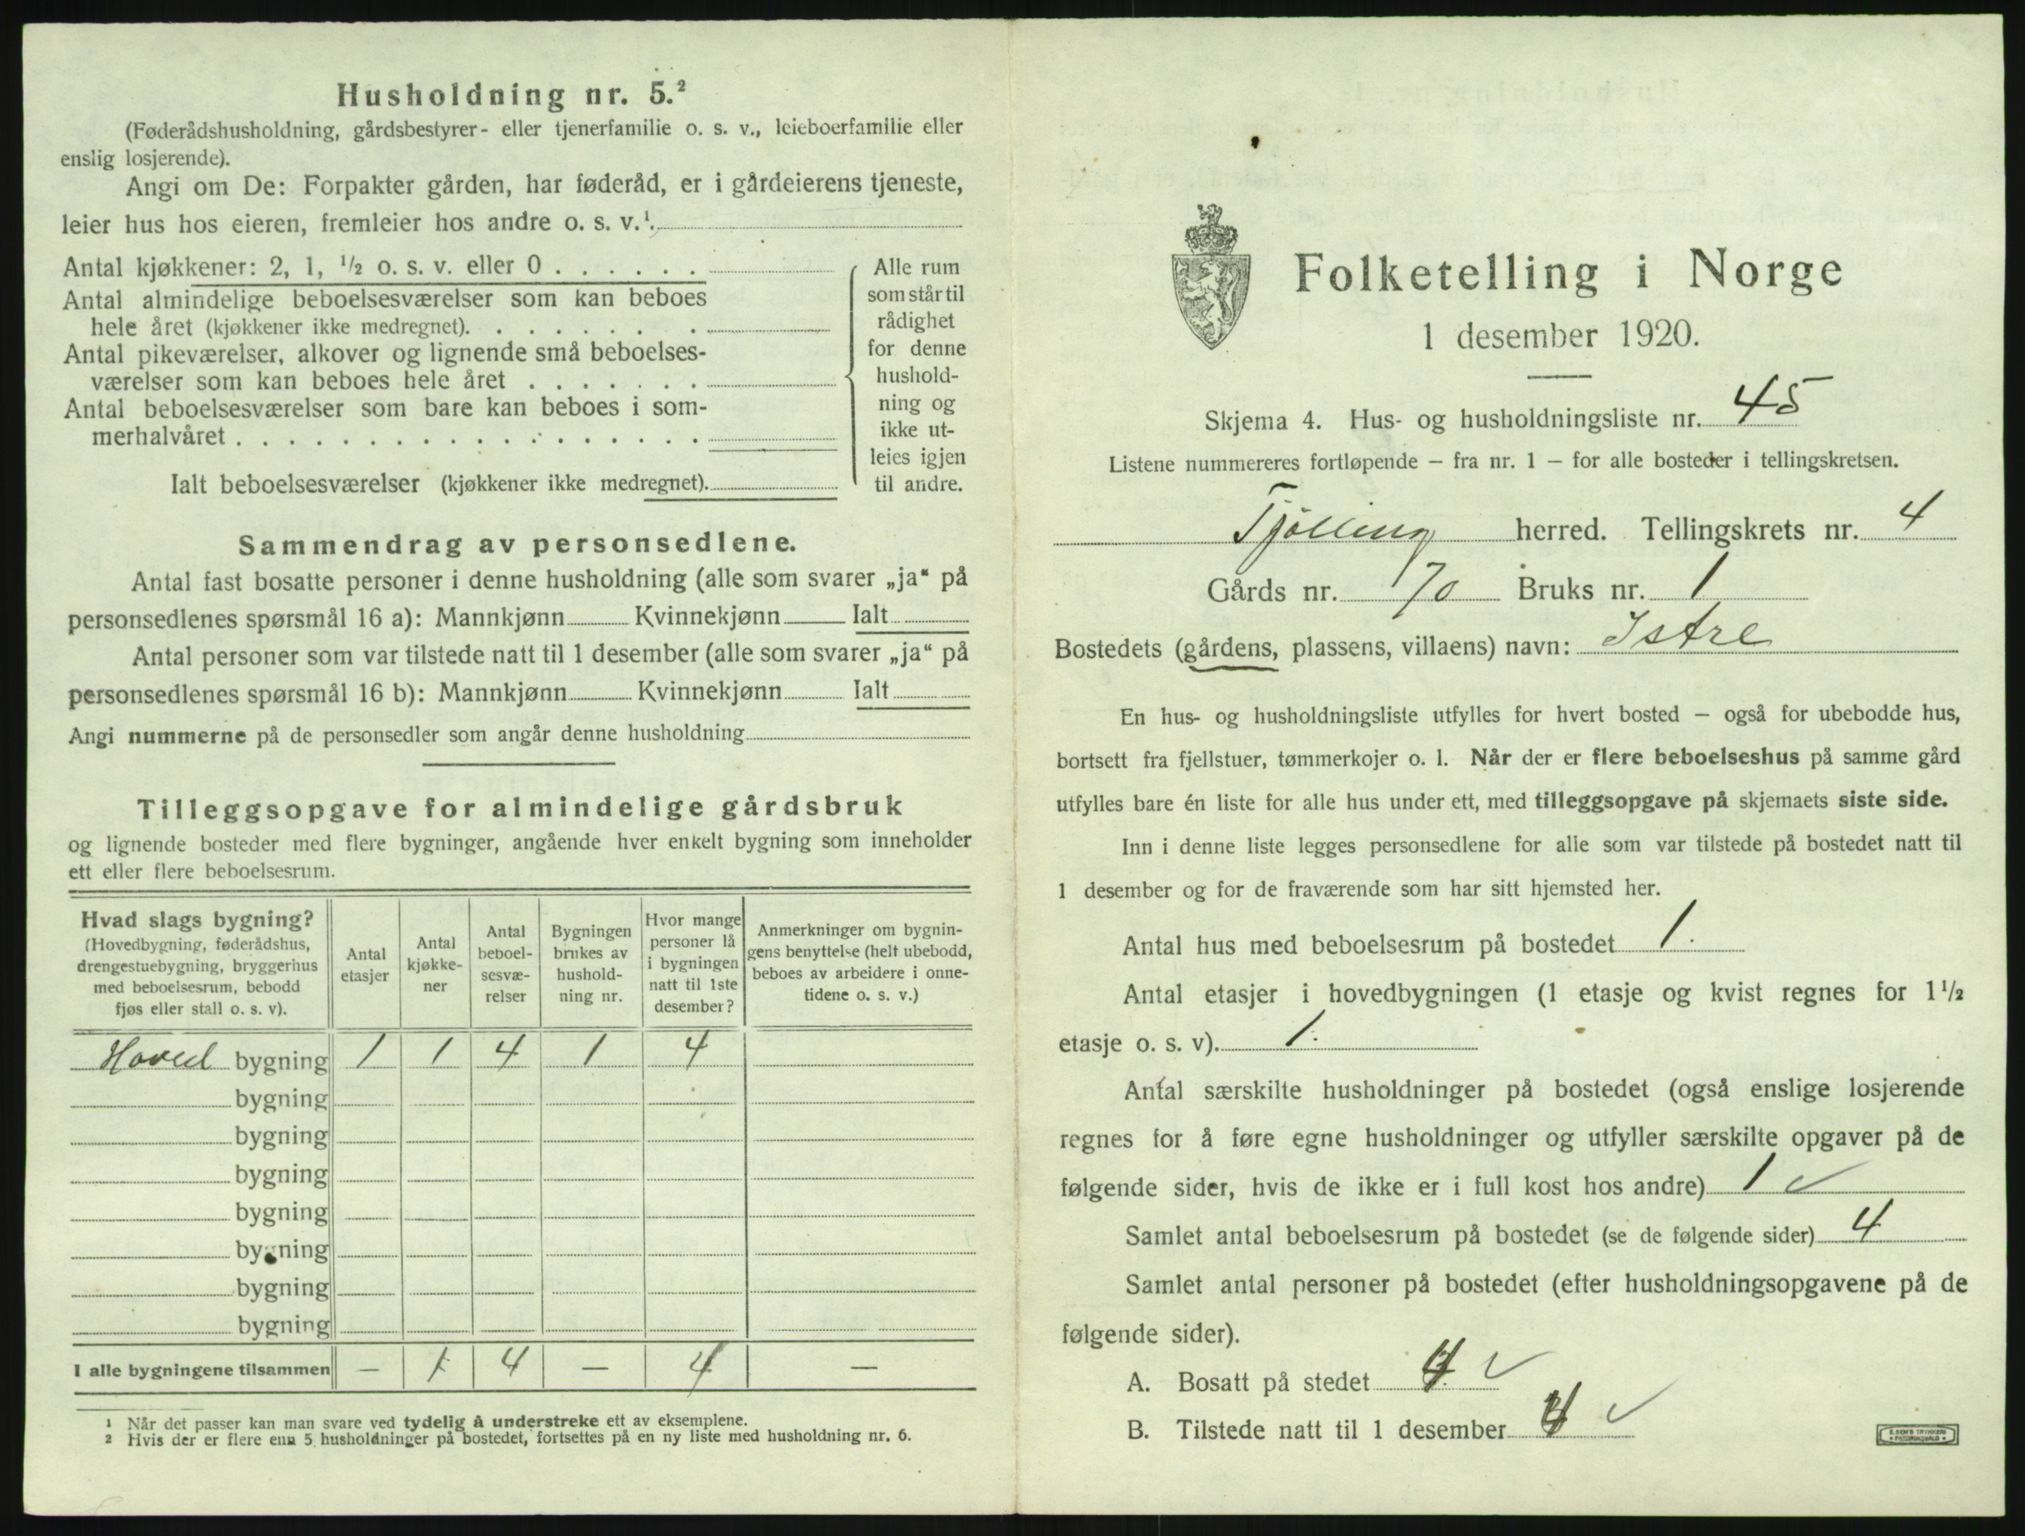 Husholdning nr. 5.²
(Føderådshusholdning, gårdsbestyrer- eller tjenerfamilie o. s. v., leieboerfamilie eller
enslig losjerende).
Angi om De: Forpakter gården, har føderåd, er i gårdeierens tjeneste,
leier hus hos eieren, fremleier hos andre o. s. v.¹.
Antal kjøkkener: 2, 1, ½ o. s. v. eller 0 . . . . . .
Antal almindelige beboelsesværelser som kan beboes
hele året (kjøkkener ikke medregnet). . . . . . . .
Antal pikeværelser, alkover og lignende små beboelses-
værelser som kan beboes hele året . . . . . . .
Antal beboelsesværelser som bare kan beboes i som-
merhalvåret . . . . . . . . . . . . . . . . . .
Ialt beboelsesværelser (kjøkkener ikke medregnet).
Alle rum
som står til
rådighet
for denne
hushold-
ning og
ikke ut-
leies igjen
til andre.
Sammendrag av personsedlene.
Antal fast bosatte personer i denne husholdning (alle som svarer „ja“ på
personsedlenes spørsmål 16 a): Mannkjønn Kvinnekjønn Ialt
Antal personer som var tilstede natt til 1 desember (alle som svarer „ja“ på
personsedlenes spørsmål 16 b): Mannkjønn Kvinnekjønn Ialt
Angi nummerne på de personsedler som angår denne husholdning
Tilleggsopgave for almindelige gårdsbruk
og lignende bosteder med flere bygninger, angående hver enkelt bygning som inneholder
ett eller flere beboelsesrum.
Hvad slags bygning?
(Hovedbygning, føderådshus,
drengestuebygning, bryggerhus
med beboelsesrum, bebodd
fjøs eller stall o. s. v).
Antal
etasjer
Antal
kjøkke-
ner
Antal
beboel-
sesvæ-
relser
Bygningen
brukes av
hushold-
ning nr.
Hvor mange
personer lå
i bygningen
natt til 1ste
desember?
Anmerkninger om bygnin-
gens benyttelse (helt ubebodd,
beboes av arbeidere i onne-
tidene o. s. v.)
Hoved bygning 1 1 4 1 4
bygning
bygning
bygning
bygning
bygning
bygning
bygning
I alle bygningene tilsammen — 1 4 — 4 —
¹ Når det passer kan man svare ved tydelig å understreke ett av eksemplene.
² Hvis der er flere enn 5 husholdninger på bostedet, fortsettes på en ny liste med husholdning nr. 6.
Folketelling i Norge
1 desember 1920.
Skjema 4. Hus- og husholdningsliste nr. 45
Listene nummereres fortløpende – fra nr. 1 – for alle bosteder i tellingskretsen.
Tjølling herred. Tellingskrets nr. 4
Gårds nr. 70 Bruks nr. 1
Bostedets (gårdens, plassens, villaens) navn: Istre
En hus- og husholdningsliste utfylles for hvert bosted – også for ubebodde hus,
bortsett fra fjellstuer, tømmerkojer o. l. Når der er flere beboelseshus på samme gård
utfylles bare én liste for alle hus under ett, med tilleggsopgave på skjemaets siste side.
Inn i denne liste legges personsedlene for alle som var tilstede på bostedet natt til
1 desember og for de fraværende som har sitt hjemsted her.
Antal hus med beboelsesrum på bostedet 1.
Antal etasjer i hovedbygningen (1 etasje og kvist regnes for 1½
etasje o. s. v). 1.
Antal særskilte husholdninger på bostedet (også enslige losjerende
regnes for å føre egne husholdninger og utfyller særskilte opgaver på de
følgende sider, hvis de ikke er i full kost hos andre) 1 ✓
Samlet antal beboelsesrum på bostedet (se de følgende sider) 4
Samlet antal personer på bostedet (efter husholdningsopgavene på de
følgende sider).
A. Bosatt på stedet 4 ✓
B. Tilstede natt til 1 desember 4 ✓